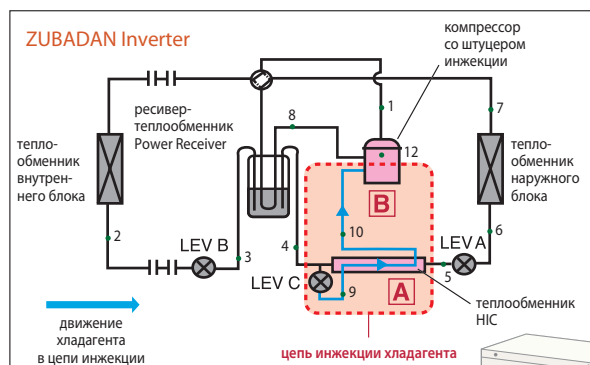 ZUBADAN Inverter
компрессор
со штуцером
инжекции
ресивер-
теплообменник
Power Receiver
тепло-
обменник
внутрен-
него блока
тепло-
обменник
наружного
блока
1
8
7
12
B
2
LEV B
3
4
10
LEV A
6
5
LEV C
9
A
теплообменник
HIC
движение
хладагента
в цепи инжекции
цепь инжекции хладагента